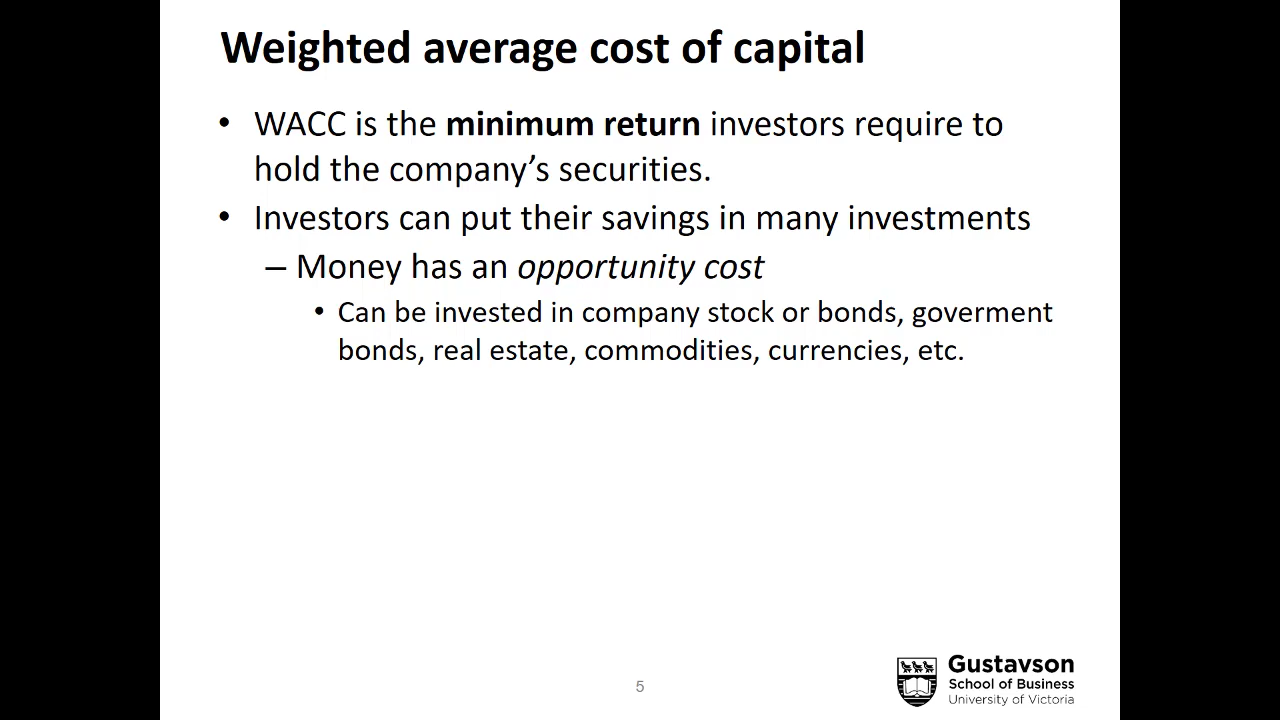 Weighted average cost of capital
• WACC is the minimum return investors require to
hold the company’s securities.
• Investors can put their savings in many investments
– Money has an opportunity cost
• Can be invested in company stock or bonds, goverment
bonds, real estate, commodities, currencies, etc.
5
Gustavson
School of Business
University of Victoria